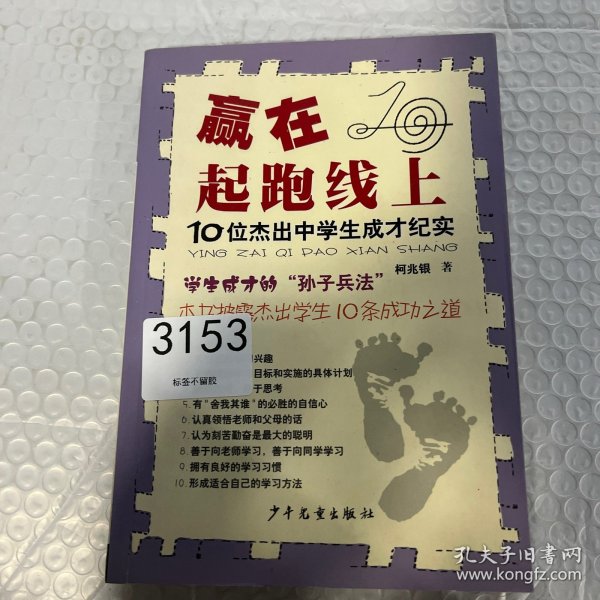 赢在
10
起跑线上
10位杰出中学生成才纪实
YING ZAI QI PAO XIAN SHANG
柯兆银 著
学生成才的“孙子兵法”
本书披露杰出学生10条成功之道
3153
标签不留胶
兴趣
目标和实施的具体计划
于思考
5.有“舍我其谁”的必胜的自信心
6.认真领悟老师和父母的话
7.认为刻苦勤奋是最大的聪明
8.善于向老师学习，善于向同学学习
9.拥有良好的学习习惯
10.形成适合自己的学习方法
少年儿童出版社
孔夫子旧书网
www.kongfz.com